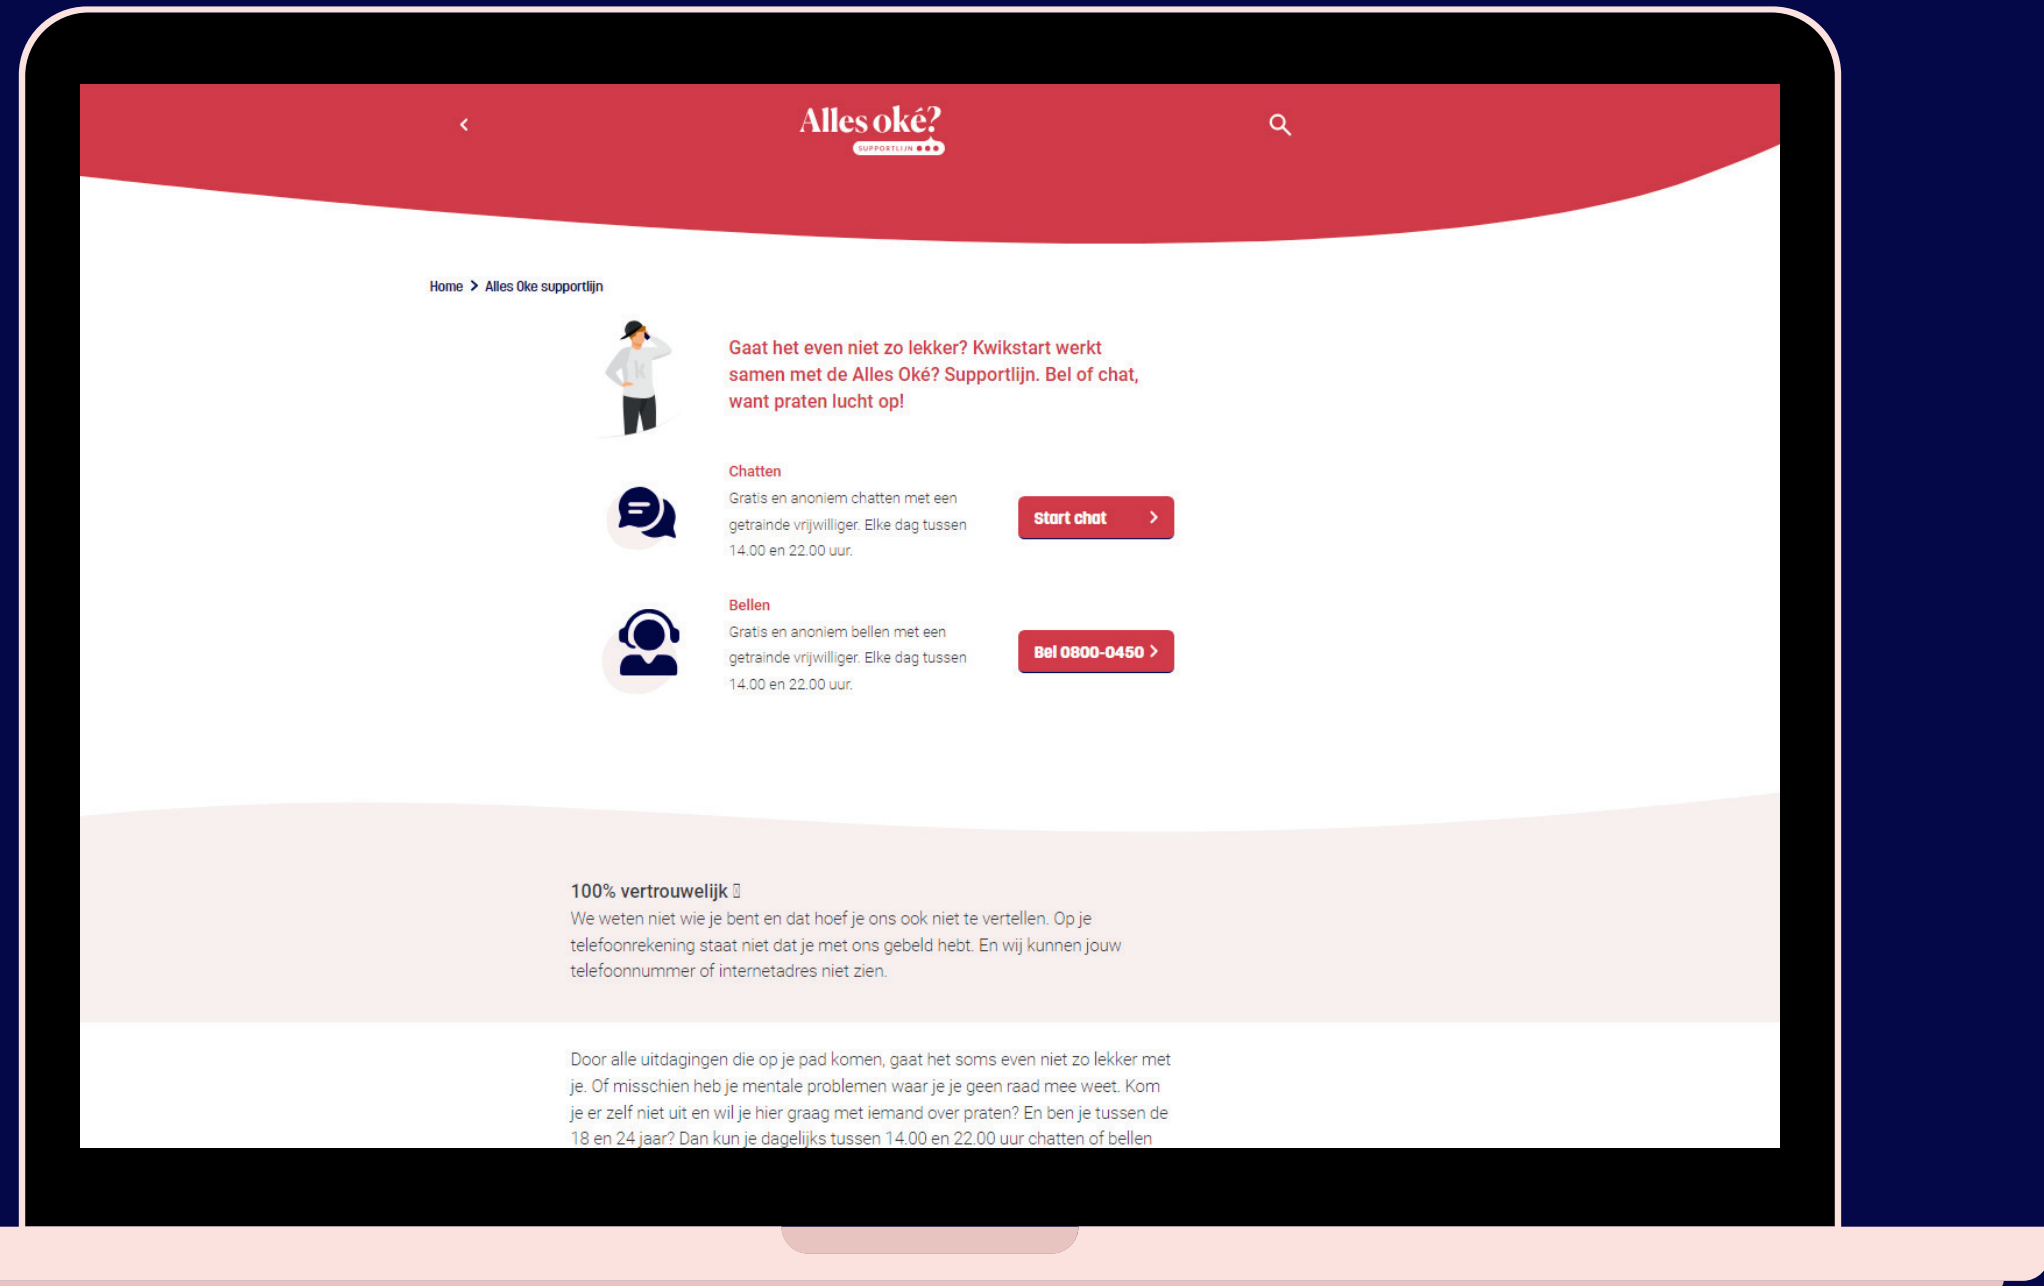 Alles oké?
SUPPORTLIJN
Home > Alles Oke supportlijn
k
Gaat het even niet zo lekker? Kwikstart werkt
samen met de Alles Oké? Supportlijn. Bel of chat,
want praten lucht op!
Chatten
Gratis en anoniem chatten met een
getrainde vrijwilliger. Elke dag tussen
14.00 en 22.00 uur.
Start chat >
Bellen
Gratis en anoniem bellen met een
getrainde vrijwilliger. Elke dag tussen
14.00 en 22.00 uur.
Bel 0800-0450 >
100% vertrouwelijk
We weten niet wie je bent en dat hoef je ons ook niet te vertellen. Op je
telefoonrekening staat niet dat je met ons gebeld hebt. En wij kunnen jouw
telefoonnummer of internetadres niet zien.
Door alle uitdagingen die op je pad komen, gaat het soms even niet zo lekker met
je. Of misschien heb je mentale problemen waar je je geen raad mee weet. Kom
je er zelf niet uit en wil je hier graag met iemand over praten? En ben je tussen de
18 en 24 jaar? Dan kun je dagelijks tussen 14.00 en 22.00 uur chatten of bellen